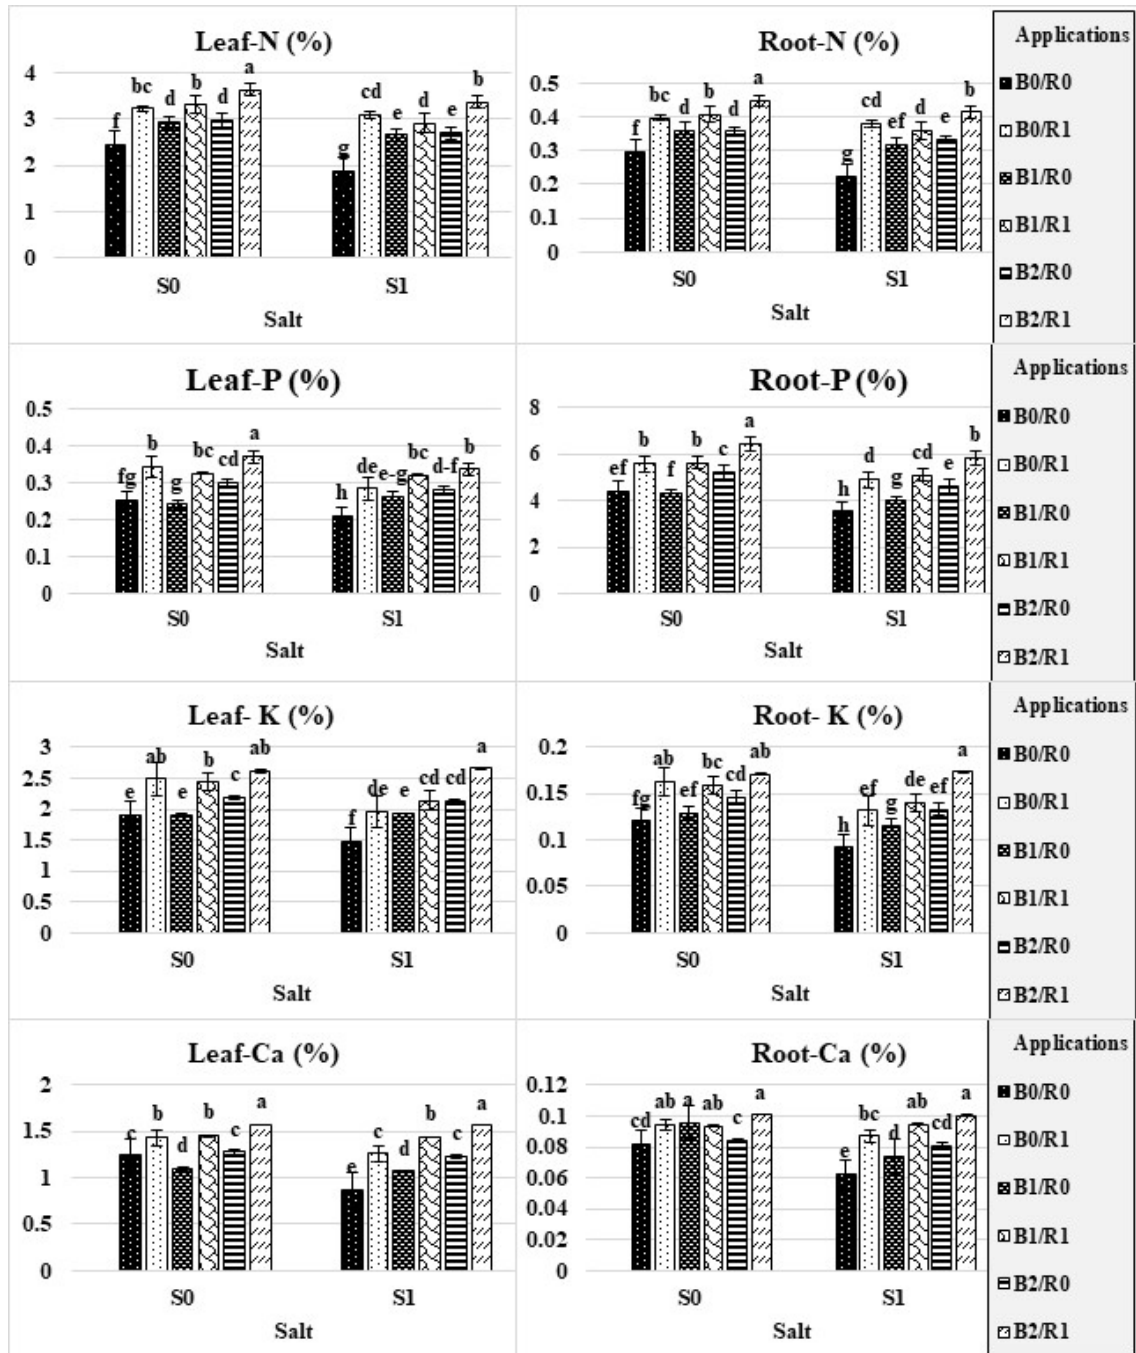 Leaf-N (%)
4
3
2
1
0
f bc d b d a
g cd e d e b
S0 S1
Salt
Root-N (%)
0.5
0.4
0.3
0.2
0.1
0
f bc d b d a
g cd ef d e b
S0 S1
Salt
Applications
B0/R0
B0/R1
B1/R0
B1/R1
B2/R0
B2/R1
Leaf-P (%)
0.5
0.4
0.3
0.2
0.1
0
fg b g bc cd a
h de e-g bc d-f b
S0 S1
Salt
Root-P (%)
8
6
4
2
0
ef b f b c a
h d g cd e b
S0 S1
Salt
Applications
B0/R0
B0/R1
B1/R0
B1/R1
B2/R0
B2/R1
Leaf- K (%)
3
2.5
2
1.5
1
0.5
0
e ab e b c ab
f de e cd cd a
S0 S1
Salt
Root- K (%)
0.2
0.15
0.1
0.05
0
fg ab ef bc cd ab
h ef g de ef a
S0 S1
Salt
Applications
B0/R0
B0/R1
B1/R0
B1/R1
B2/R0
B2/R1
Leaf-Ca (%)
2
1.5
1
0.5
0
c b d b c a
e c d b c a
S0 S1
Salt
Root-Ca (%)
0.12
0.1
0.08
0.06
0.04
0.02
0
cd ab a ab c a
e bc d ab cd a
S0 S1
Salt
Applications
B0/R0
B0/R1
B1/R0
B1/R1
B2/R0
B2/R1